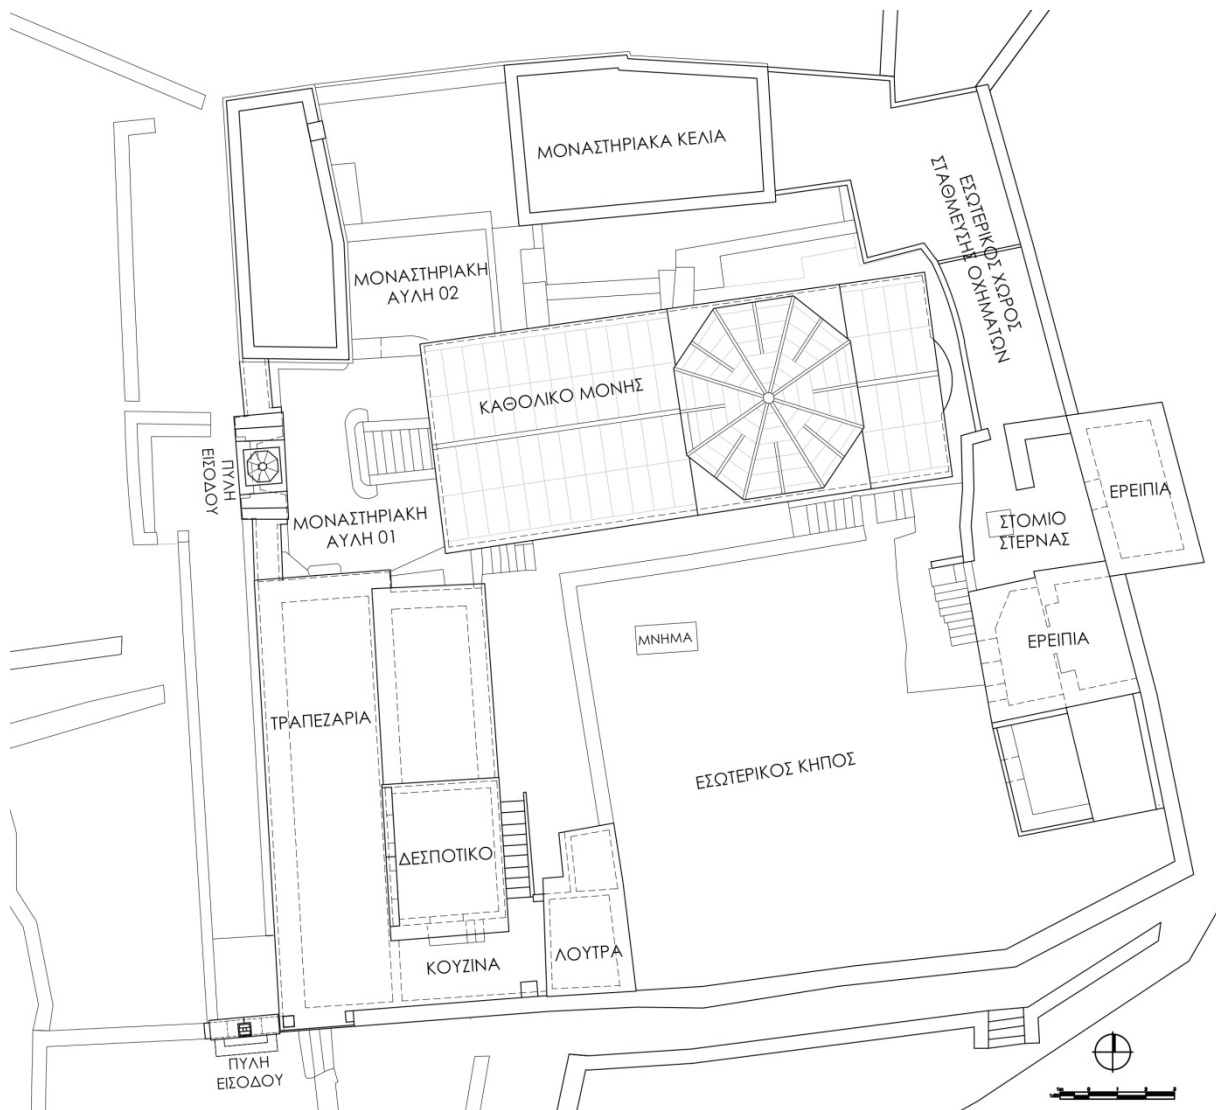 ΜΟΝΑΣΤΗΡΙΑΚΑ ΚΕΛΙΑ
ΕΣΩΤΕΡΙΚΟΣ ΧΩΡΟΣ
ΣΤΑΘΜΕΥΣΗΣ ΟΧΗΜΑΤΩΝ
ΜΟΝΑΣΤΗΡΙΑΚΗ
ΑΥΛΗ 02
ΚΑΘΟΛΙΚΟ ΜΟΝΗΣ
ΠΥΛΗ
ΕΙΣΟΔΟΥ
ΜΟΝΑΣΤΗΡΙΑΚΗ
ΑΥΛΗ 01
ΕΡΕΙΠΙΑ
ΣΤΟΜΙΟ
ΣΤΕΡΝΑΣ
ΜΝΗΜΑ
ΕΡΕΙΠΙΑ
ΤΡΑΠΕΖΑΡΙΑ
ΕΣΩΤΕΡΙΚΟΣ ΚΗΠΟΣ
ΔΕΣΠΟΤΙΚΟ
ΚΟΥΖΙΝΑ
ΛΟΥΤΡΑ
ΠΥΛΗ
ΕΙΣΟΔΟΥ